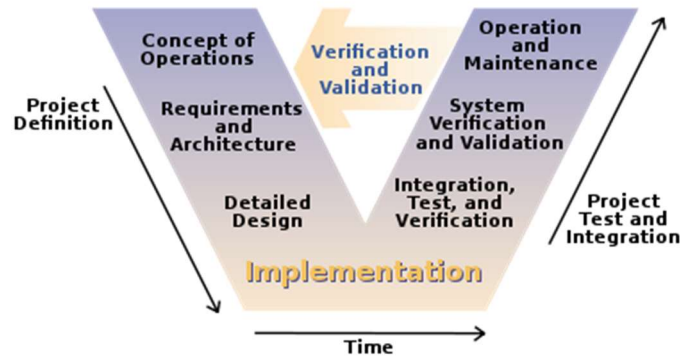 Concept of
Operations
Verification
and
Validation
Operation
and
Maintenance
Project
Definition
Requirements
and
Architecture
System
Verification
and Validation
Detailed
Design
Integration,
Test, and
Verification
Project
Test and
Integration
Implementation
Time